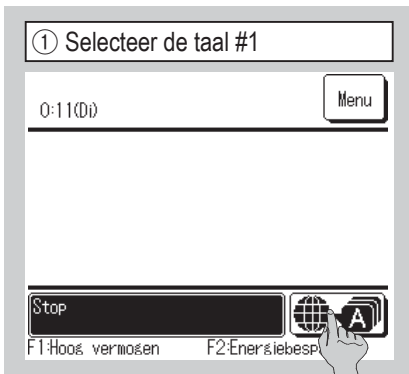 ① Selecteer de taal #1
0:11(Di)
Menu
Stop
A
F1:Hoog vermogen F2:Energiebesp